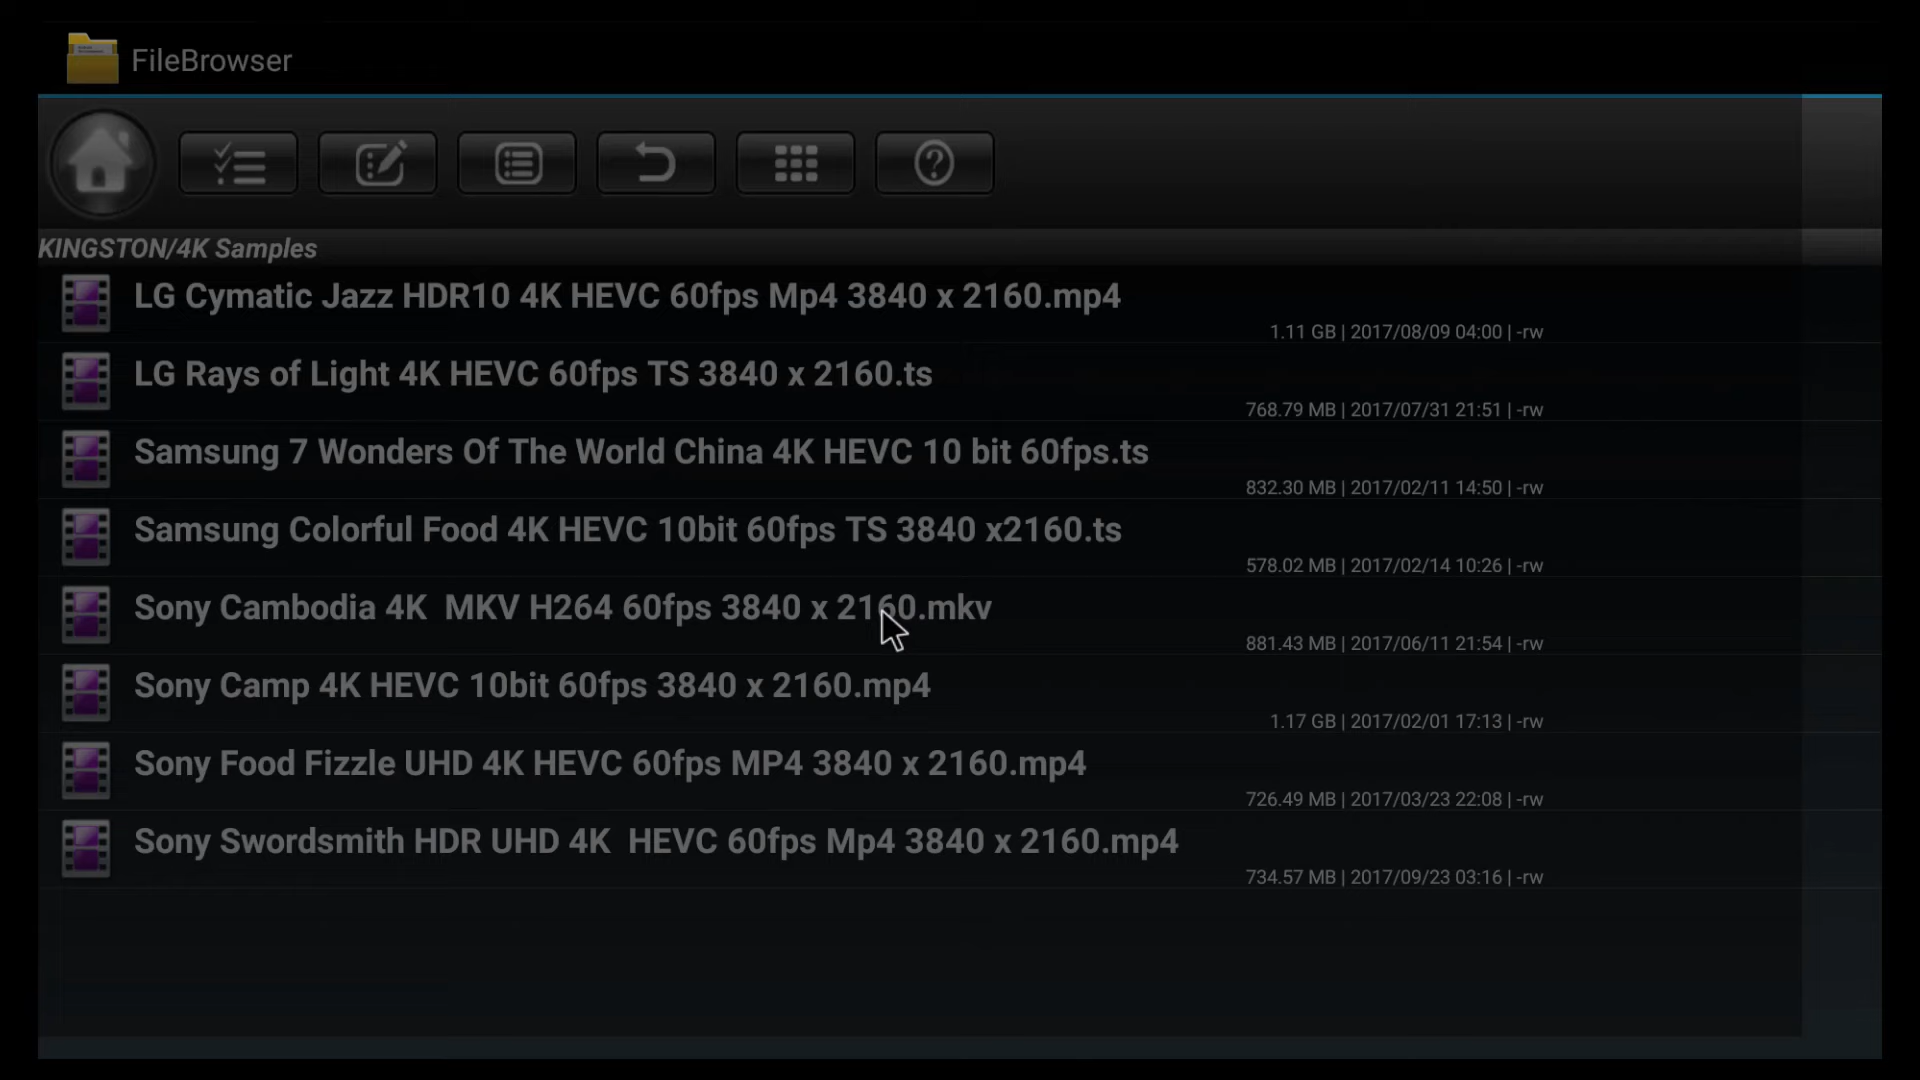 FileBrowser
KINGSTON/4K Samples
LG Cymatic Jazz HDR10 4K HEVC 60fps Mp4 3840 x 2160.mp4
1.11 GB | 2017/08/09 04:00 | -rw
LG Rays of Light 4K HEVC 60fps TS 3840 x 2160.ts
768.79 MB | 2017/07/31 21:51 | -rw
Samsung 7 Wonders Of The World China 4K HEVC 10 bit 60fps.ts
832.30 MB | 2017/02/11 14:50 | -rw
Samsung Colorful Food 4K HEVC 10bit 60fps TS 3840 x2160.ts
578.02 MB | 2017/02/14 10:26 | -rw
Sony Cambodia 4K  MKV H264 60fps 3840 x 2160.mkv
881.43 MB | 2017/06/11 21:54 | -rw
Sony Camp 4K HEVC 10bit 60fps 3840 x 2160.mp4
1.17 GB | 2017/02/01 17:13 | -rw
Sony Food Fizzle UHD 4K HEVC 60fps MP4 3840 x 2160.mp4
726.49 MB | 2017/03/23 22:08 | -rw
Sony Swordsmith HDR UHD 4K  HEVC 60fps Mp4 3840 x 2160.mp4
734.57 MB | 2017/09/23 03:16 | -rw